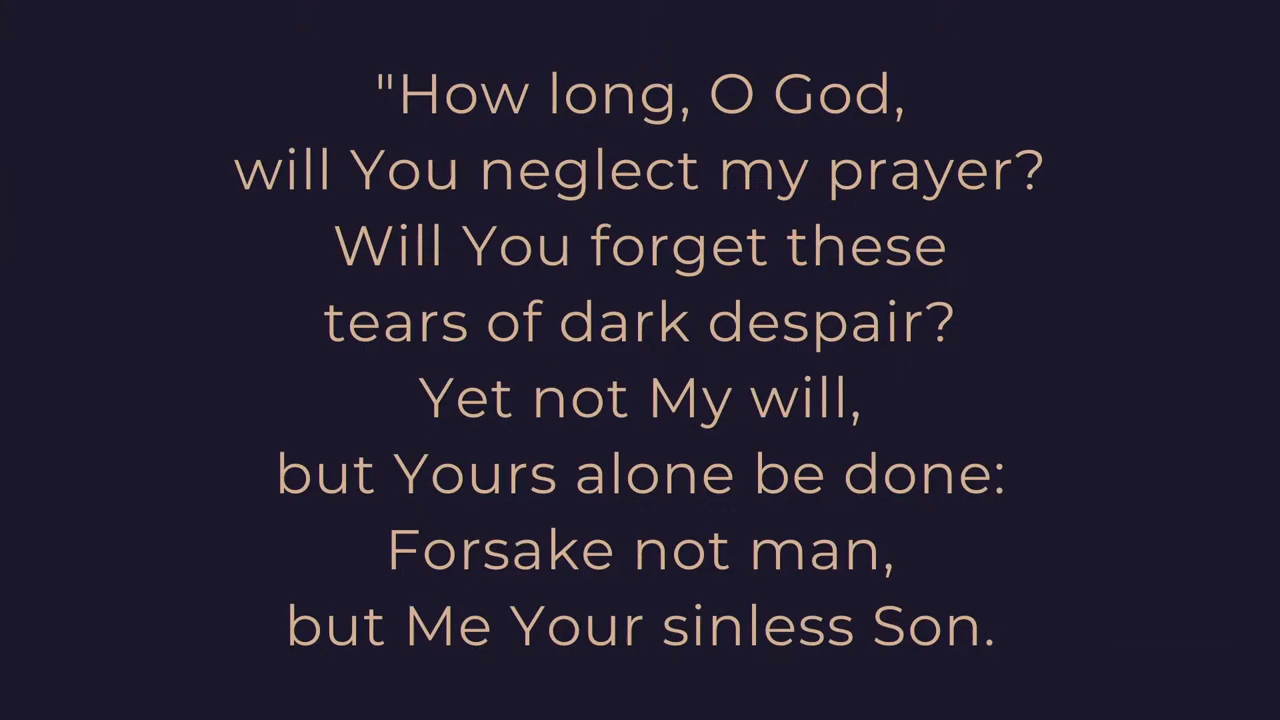 "How long, O God,
will You neglect my prayer?
Will You forget these
tears of dark despair?
Yet not My will,
but Yours alone be done:
Forsake not man,
but Me Your sinless Son.